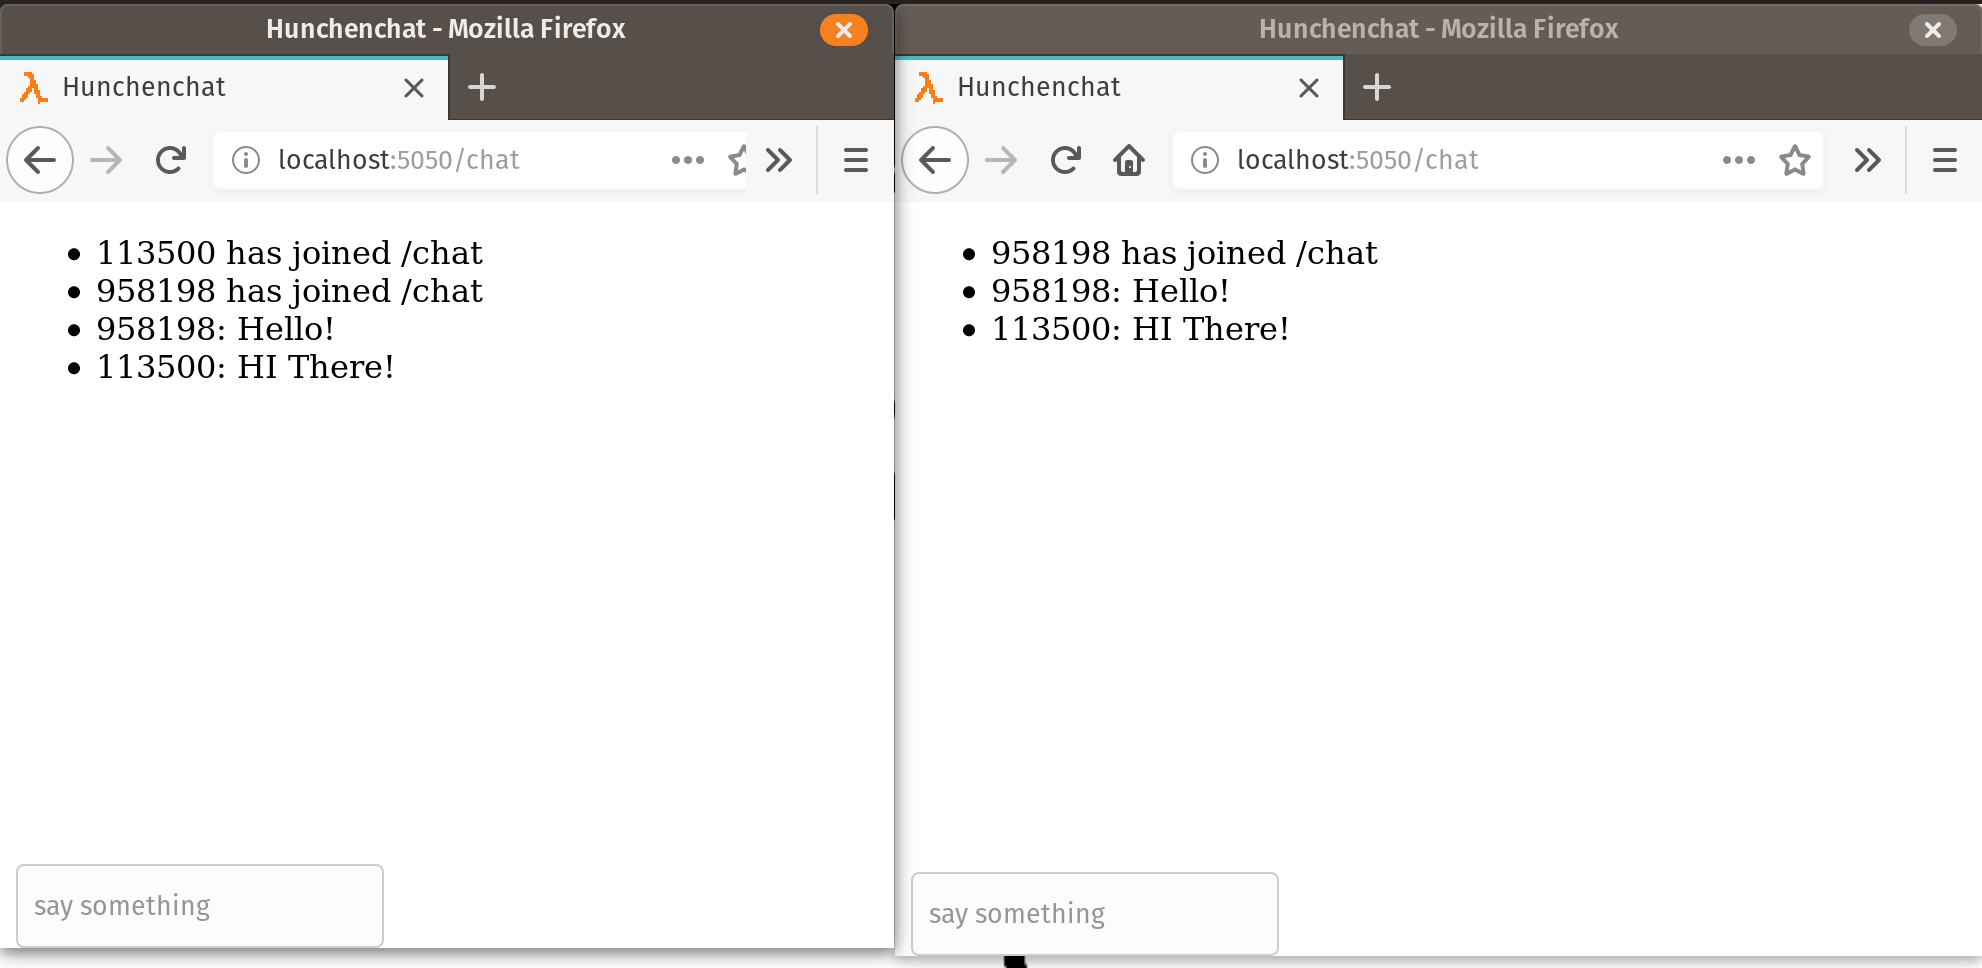 Hunchenchat - Mozilla Firefox
Hunchenchat
localhost:5050/chat
113500 has joined /chat
958198 has joined /chat
958198: Hello!
113500: HI There!
say something
Hunchenchat - Mozilla Firefox
Hunchenchat
localhost:5050/chat
958198 has joined /chat
958198: Hello!
113500: HI There!
say something